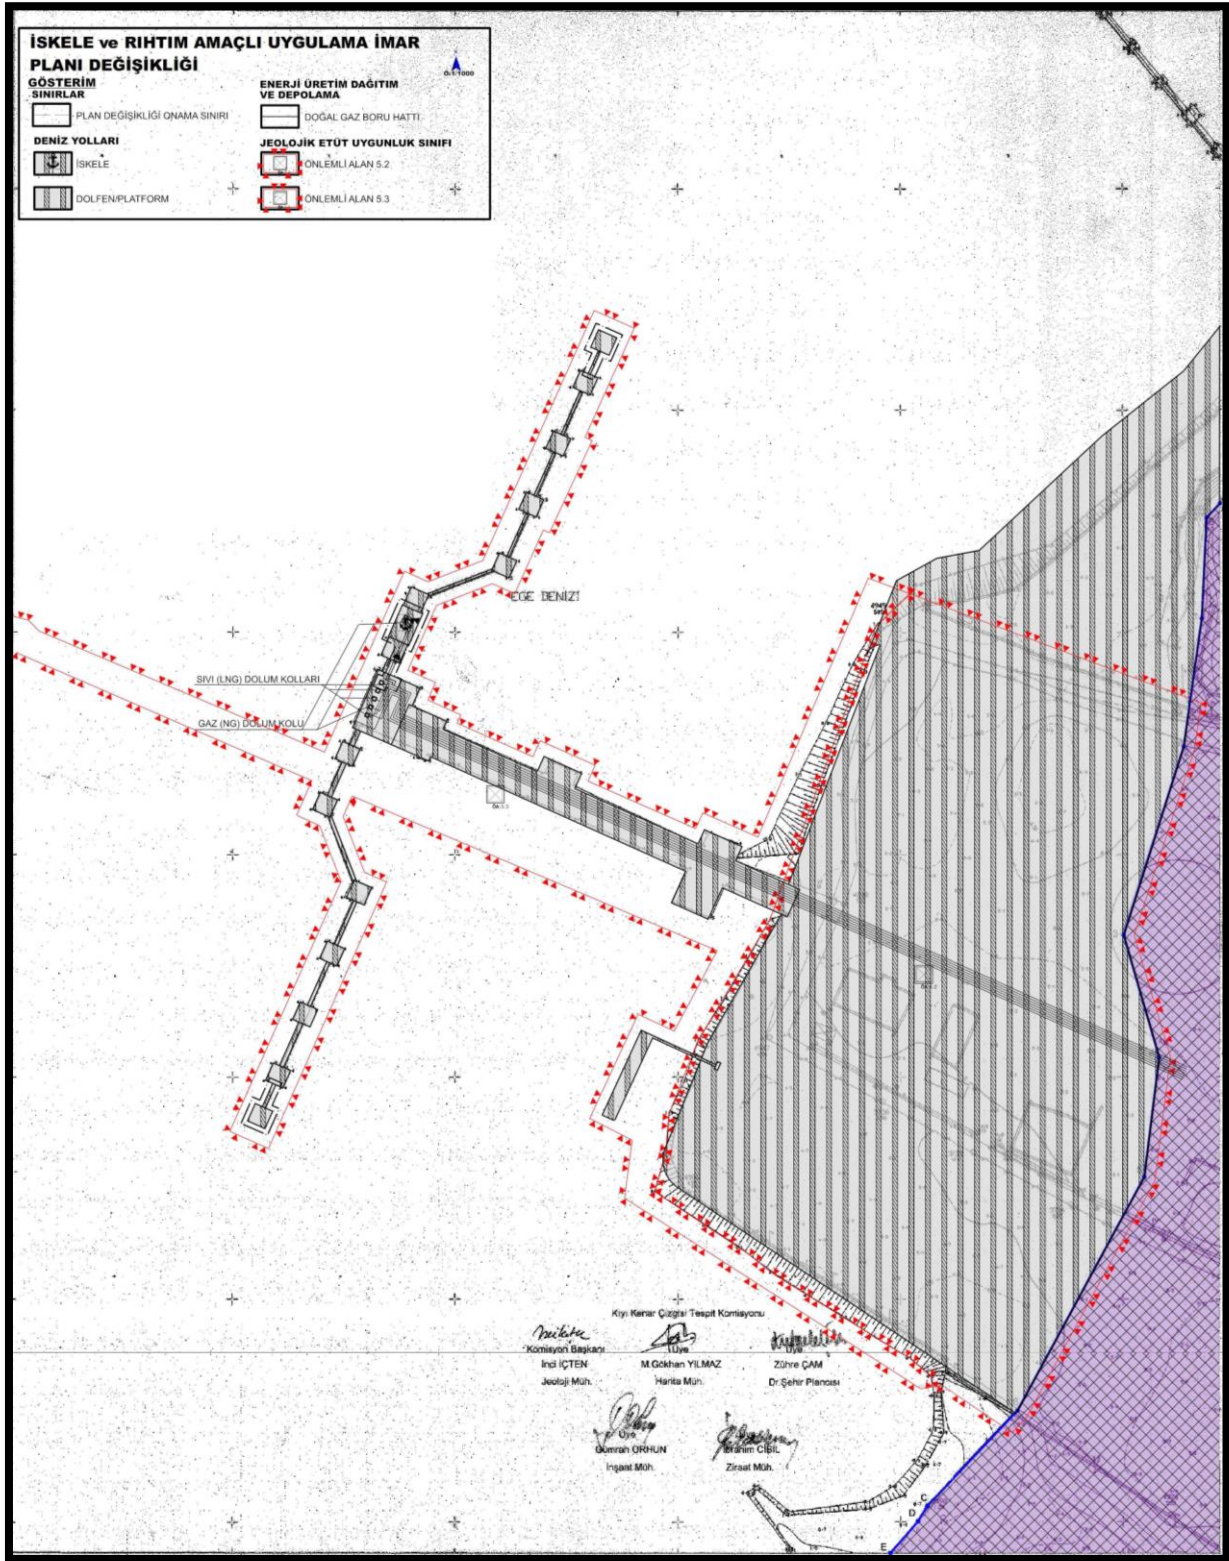 İSKELE ve RIHTIM AMAÇLI UYGULAMA İMAR
PLANI DEĞİŞİKLİĞİ
Ö:1/1000
GÖSTERİM
SINIRLAR
PLAN DEĞİŞİKLİĞİ ONAMA SINIRI
DENİZ YOLLARI
İSKELE
DOLFEN/PLATFORM
ENERJİ ÜRETİM DAĞITIM
VE DEPOLAMA
DOĞAL GAZ BORU HATTI
JEOLOJİK ETÜT UYGUNLUK SINIFI
ÖNLEMLİ ALAN 5.2
ÖNLEMLİ ALAN 5.3
EGE DENİZİ
SIVI (LNG) DOLUM KOLLARI
GAZ (NG) DOLUM KOLU
Kıyı Kenar Çizgisi Tespit Komisyonu
Komisyon Başkanı Üye Üye
İnci İÇTEN M.Gökhan YILMAZ Zühre ÇAM
Jeoloji Müh. Harita Müh. Dr.Şehir Plancısı
Üye
ORHUN İbrahim
İnşaat Müh. Ziraat Müh.
C
D
E